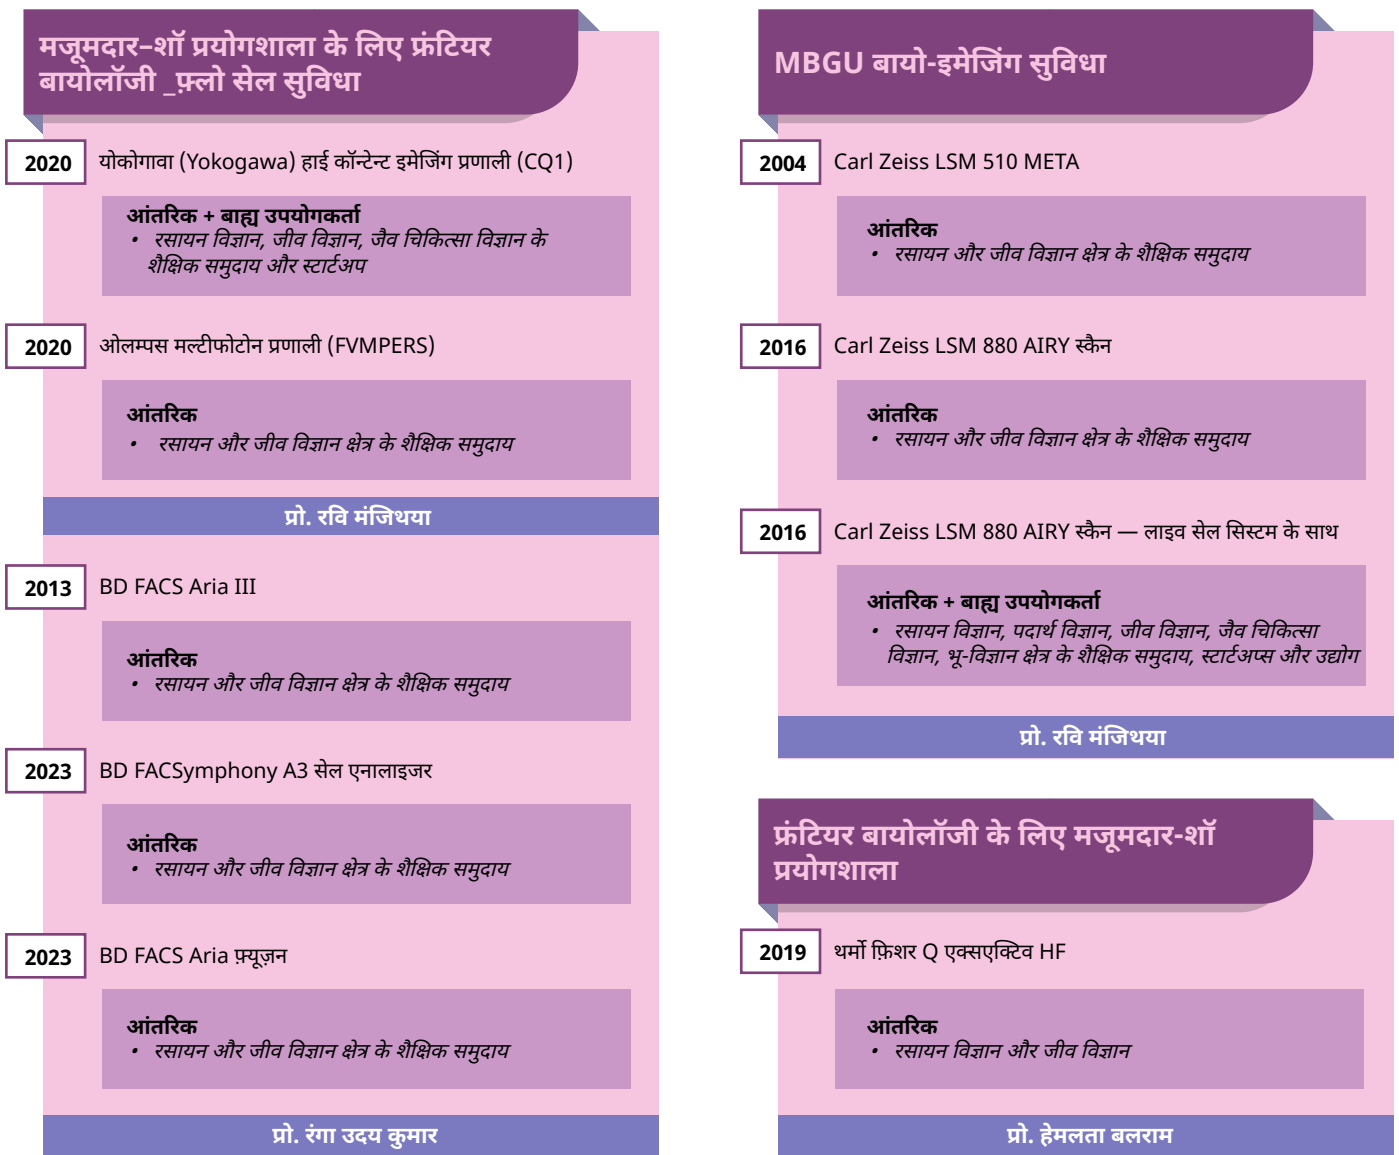 मजूमदार–शॉ प्रयोगशाला के लिए फ्रंटियर
बायोलॉजी _फ़्लो सेल सुविधा
2020
योकोगावा (Yokogawa) हाई कॉन्टेन्ट इमेजिंग प्रणाली (CQ1)
आंतरिक + बाह्य उपयोगकर्ता
• रसायन विज्ञान, जीव विज्ञान, जैव चिकित्सा विज्ञान के
शैक्षिक समुदाय और स्टार्टअप
2020
ओलम्पस मल्टीफोटोन प्रणाली (FVMPERS)
आंतरिक
• रसायन और जीव विज्ञान क्षेत्र के शैक्षिक समुदाय
प्रो. रवि मंजिथया
2013
BD FACS Aria III
आंतरिक
• रसायन और जीव विज्ञान क्षेत्र के शैक्षिक समुदाय
2023
BD FACSymphony A3 सेल एनालाइजर
आंतरिक
• रसायन और जीव विज्ञान क्षेत्र के शैक्षिक समुदाय
2023
BD FACS Aria फ़्यूज़न
आंतरिक
• रसायन और जीव विज्ञान क्षेत्र के शैक्षिक समुदाय
प्रो. रंगा उदय कुमार
MBGU बायो-इमेजिंग सुविधा
2004
Carl Zeiss LSM 510 META
आंतरिक
• रसायन और जीव विज्ञान क्षेत्र के शैक्षिक समुदाय
2016
Carl Zeiss LSM 880 AIRY स्कैन
आंतरिक
• रसायन और जीव विज्ञान क्षेत्र के शैक्षिक समुदाय
2016
Carl Zeiss LSM 880 AIRY स्कैन — लाइव सेल सिस्टम के साथ
आंतरिक + बाह्य उपयोगकर्ता
• रसायन विज्ञान, पदार्थ विज्ञान, जीव विज्ञान, जैव चिकित्सा
विज्ञान, भू-विज्ञान क्षेत्र के शैक्षिक समुदाय, स्टार्टअप्स और उद्योग
प्रो. रवि मंजिथया
फ्रंटियर बायोलॉजी के लिए मजूमदार-शॉ
प्रयोगशाला
2019
थर्मो फ़िशर Q एक्सएक्टिव HF
आंतरिक
• रसायन विज्ञान और जीव विज्ञान
प्रो. हेमलता बलराम